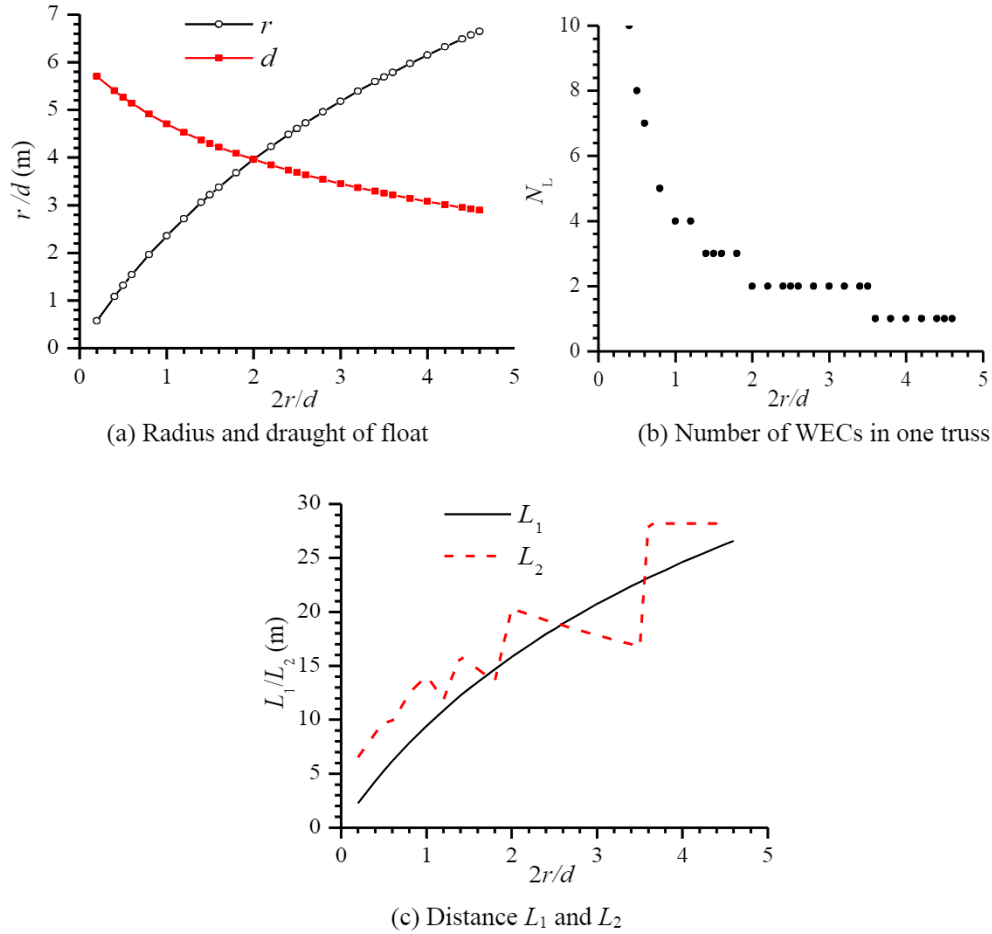 7
6
5
4
3
2
1
0
r/d (m)
r
d
0 1 2 3 4 5
2r/d
(a) Radius and draught of float
10
8
6
4
2
0
N_L
0 1 2 3 4 5
2r/d
(b) Number of WECs in one truss
30
25
20
15
10
5
0
L₁/L₂ (m)
L₁
L₂
0 1 2 3 4 5
2r/d
(c) Distance L₁ and L₂